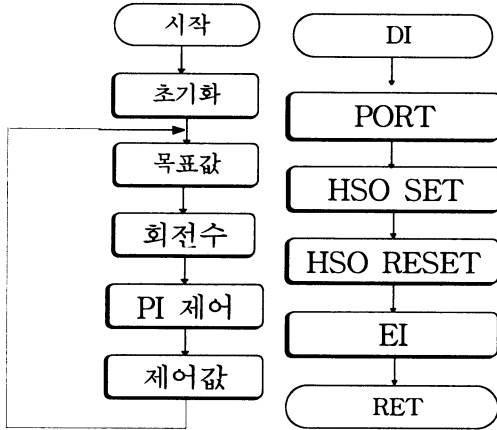 시작
초기화
목표값
회전수
PI 제어
제어값
DI
PORT
HSO SET
HSO RESET
EI
RET